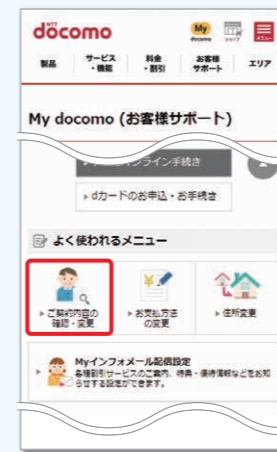 NTT
döcomo
My
docomo
ショップ
メニュー
製品
サービス
・機能
料金
・割引
お客様
サポート
エリア
My docomo (お客様サポート)
ンライン手続き
▸ dカードのお申込・お手続き
よく使われるメニュー
▸ ご契約内容の
確認・変更
▸ お支払方法
の変更
▸ 住所変更
▸ Myインフォメール配信設定
各種割引サービスのご案内、特典・優待情報などをお知
らせする設定ができます。